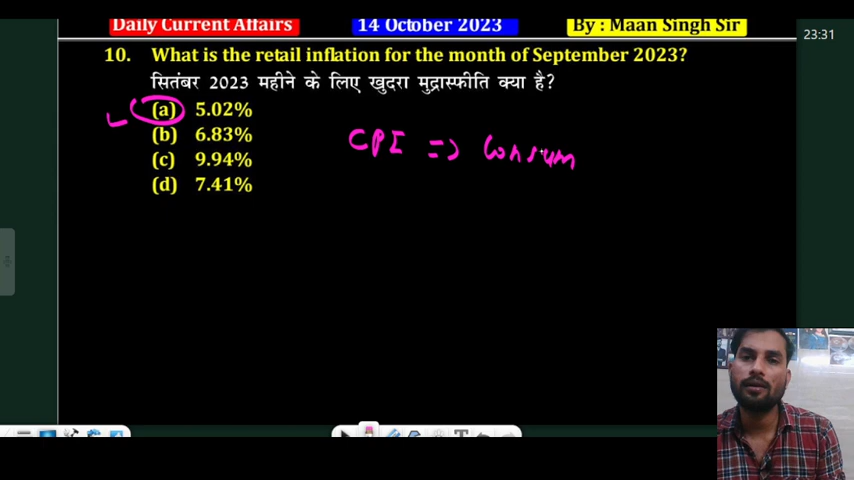 Daily Current Affairs 14 October 2023 By : Maan Singh Sir
23:31
10. What is the retail inflation for the month of September 2023?
सितंबर 2023 महीने के लिए खुदरा मुद्रास्फीति क्या है?
(a) 5.02%
(b) 6.83%
(c) 9.94%
(d) 7.41%
CPI => Consum